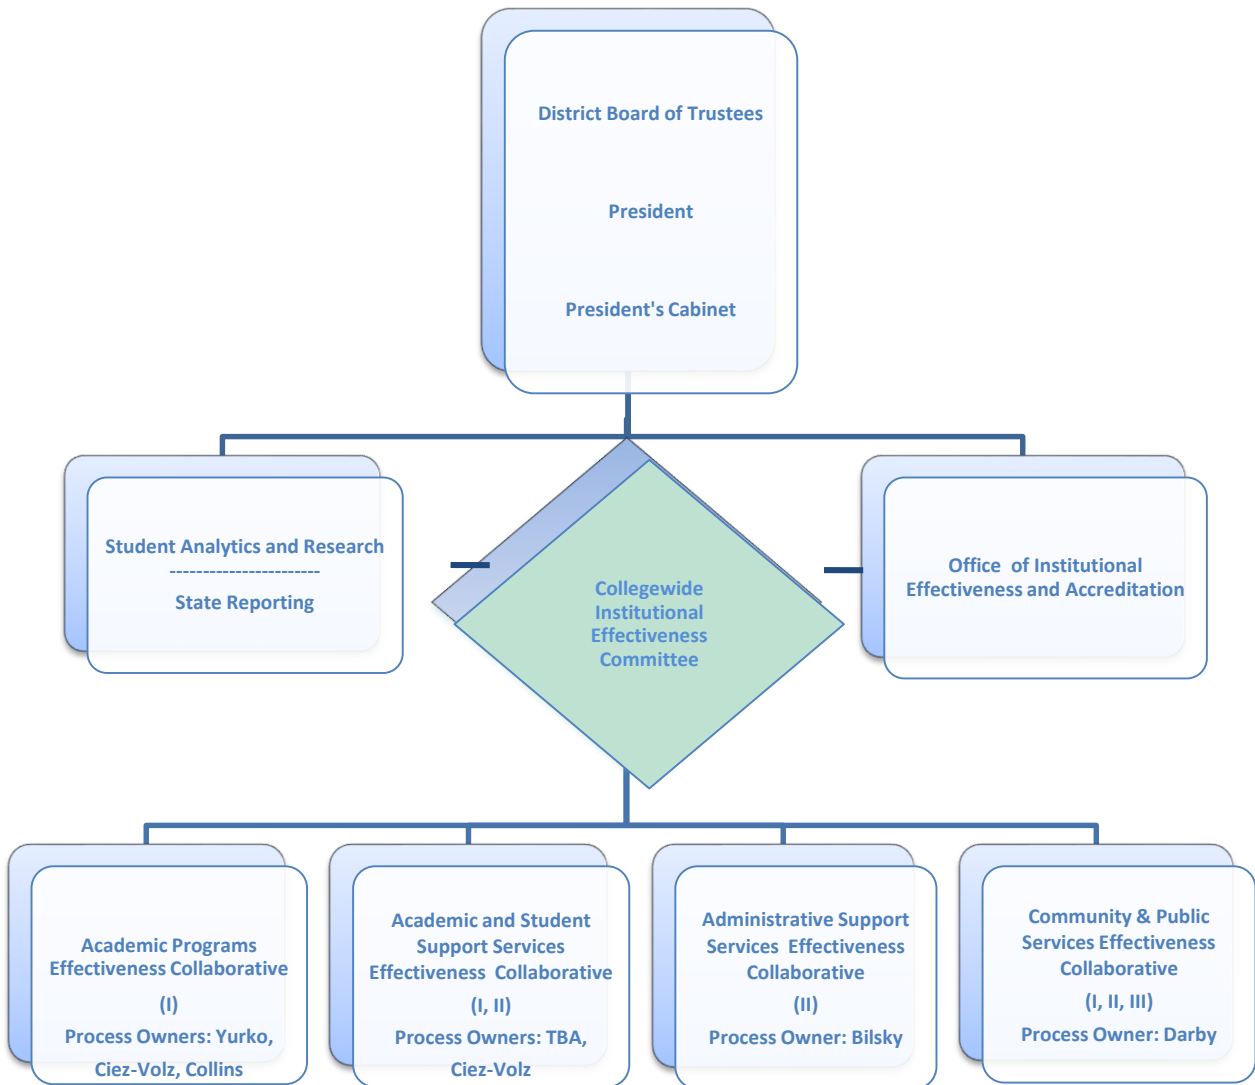 District Board of Trustees
President
President's Cabinet
Student Analytics and Research
-----------------------
State Reporting
Collegewide
Institutional
Effectiveness
Committee
Office of Institutional
Effectiveness and Accreditation
Academic Programs
Effectiveness Collaborative
(I)
Process Owners: Yurko,
Ciez-Volz, Collins
Academic and Student
Support Services
Effectiveness Collaborative
(I, II)
Process Owners: TBA,
Ciez-Volz
Administrative Support
Services Effectiveness
Collaborative
(II)
Process Owner: Bilsky
Community & Public
Services Effectiveness
Collaborative
(I, II, III)
Process Owner: Darby